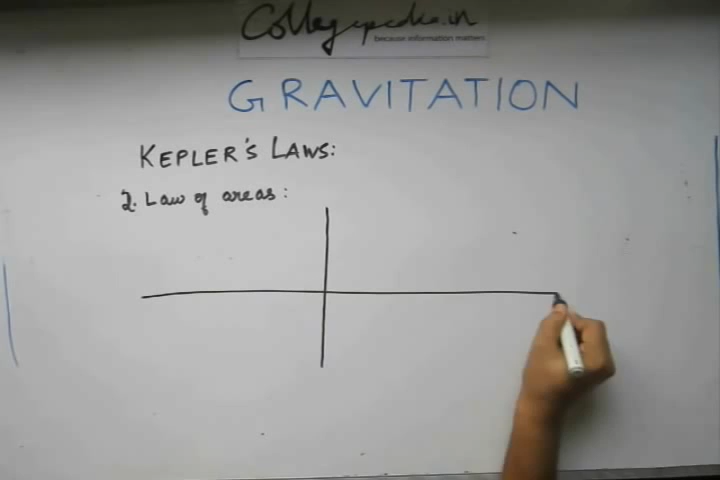 Collegepedia.in
because information matters
GRAVITATION
KEPLER'S LAWS:
2. Law of areas: